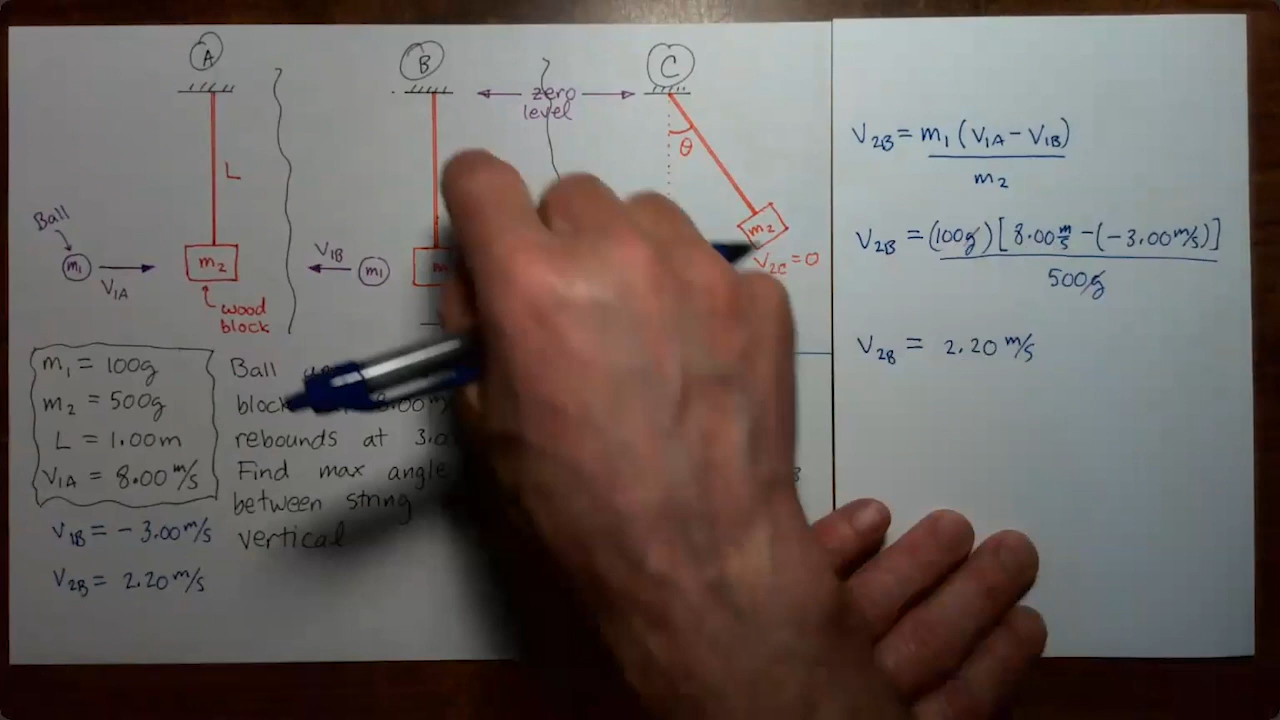 A
B
C
zero
level
L
θ
Ball
m1
V1A
m2
wood
block
V1B
m1
m2
V2C = 0
m1 = 100g
m2 = 500g
L = 1.00m
V1A = 8.00 m/s
V1B = - 3.00 m/s
V2B = 2.20 m/s
Ball
block 8.00
rebounds at
Find max angle
between string
vertical
V2B = m1 (V1A - V1B)
m2
V2B = (100g) [ 8.00 m/s - (-3.00 m/s) ]
500g
V2B = 2.20 m/s